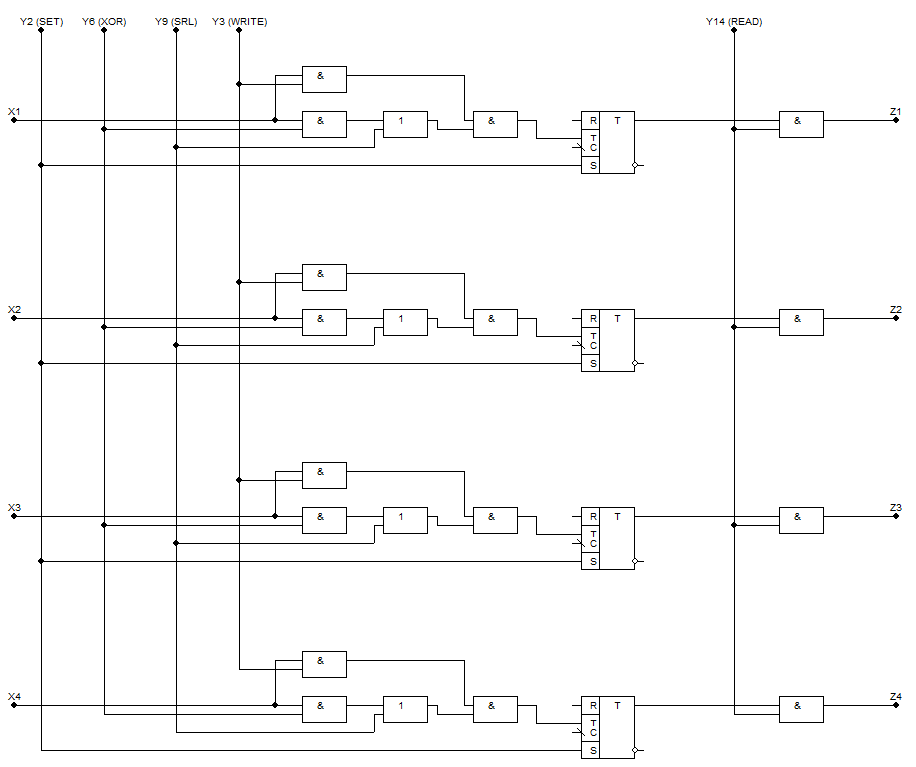 Y2 (SET) Y6 (XOR) Y9 (SRL) Y3 (WRITE) Y14 (READ)
&
X1 Z1
& 1 & R T &
T
C
S
&
X2 Z2
& 1 & R T &
T
C
S
&
X3 Z3
& 1 & R T &
T
C
S
&
X4 Z4
& 1 & R T &
T
C
S